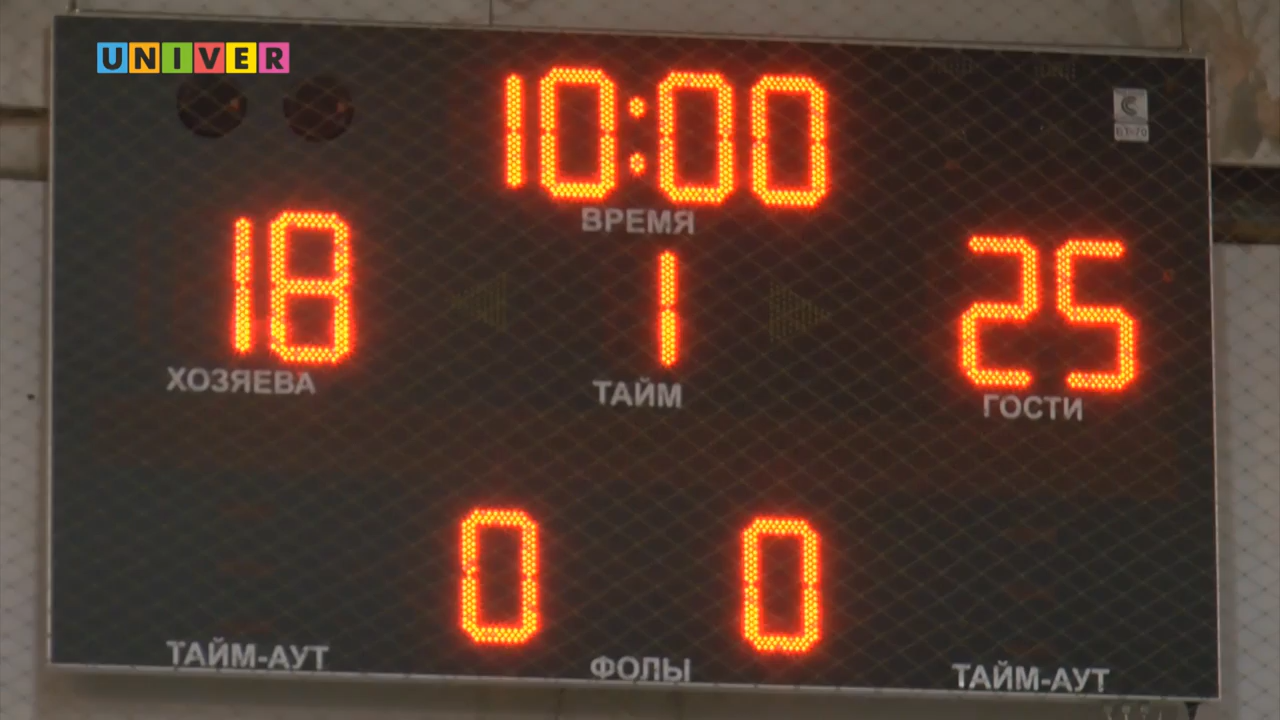 UNIVER
10:00
ВРЕМЯ
18 1 25
ХОЗЯЕВА ТАЙМ ГОСТИ
0 0
ТАЙМ-АУТ ФОЛЫ ТАЙМ-АУТ